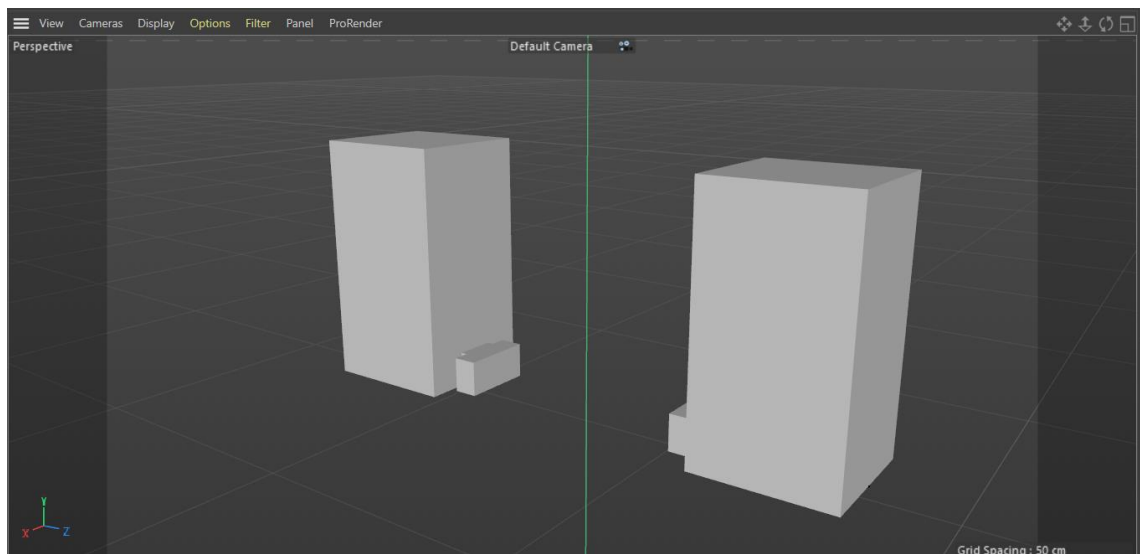 View Cameras Display Options Filter Panel ProRender
Perspective
Default Camera
Y
X Z
Grid Spacing : 50 cm